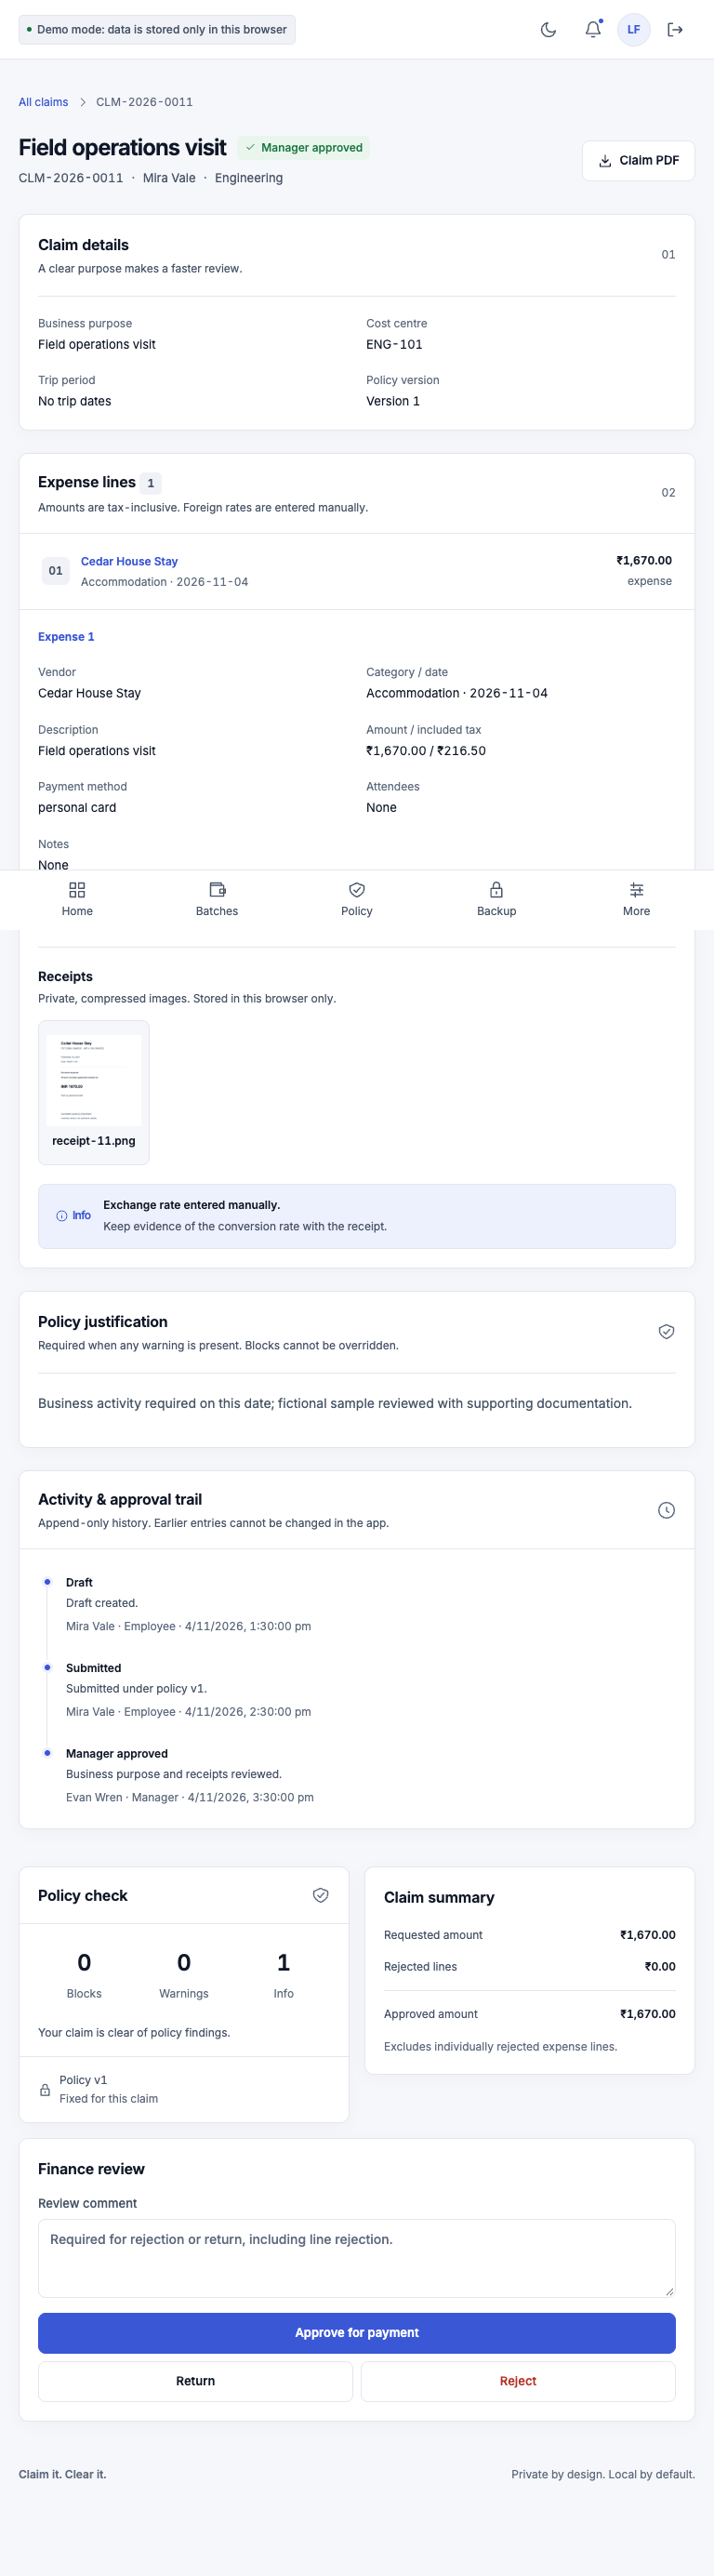 Demo mode: data is stored only in this browser
LF
All claims > CLM-2026-0011
Field operations visit
Manager approved
CLM-2026-0011 · Mira Vale · Engineering
Claim PDF
Claim details
A clear purpose makes a faster review.
01
Business purpose
Field operations visit
Cost centre
ENG-101
Trip period
No trip dates
Policy version
Version 1
Expense lines 1
Amounts are tax-inclusive. Foreign rates are entered manually.
02
01
Cedar House Stay
Accommodation · 2026-11-04
₹1,670.00
expense
Expense 1
Vendor
Cedar House Stay
Category / date
Accommodation · 2026-11-04
Description
Field operations visit
Amount / included tax
₹1,670.00 / ₹216.50
Payment method
personal card
Attendees
None
Notes
None
Home
Batches
Policy
Backup
More
Receipts
Private, compressed images. Stored in this browser only.
Cedar House Stay
INR 1670.00
receipt-11.png
Info
Exchange rate entered manually.
Keep evidence of the conversion rate with the receipt.
Policy justification
Required when any warning is present. Blocks cannot be overridden.
Business activity required on this date; fictional sample reviewed with supporting documentation.
Activity & approval trail
Append-only history. Earlier entries cannot be changed in the app.
Draft
Draft created.
Mira Vale · Employee · 4/11/2026, 1:30:00 pm
Submitted
Submitted under policy v1.
Mira Vale · Employee · 4/11/2026, 2:30:00 pm
Manager approved
Business purpose and receipts reviewed.
Evan Wren · Manager · 4/11/2026, 3:30:00 pm
Policy check
0
Blocks
0
Warnings
1
Info
Your claim is clear of policy findings.
Policy v1
Fixed for this claim
Claim summary
Requested amount
₹1,670.00
Rejected lines
₹0.00
Approved amount
₹1,670.00
Excludes individually rejected expense lines.
Finance review
Review comment
Required for rejection or return, including line rejection.
Approve for payment
Return
Reject
Claim it. Clear it.
Private by design. Local by default.